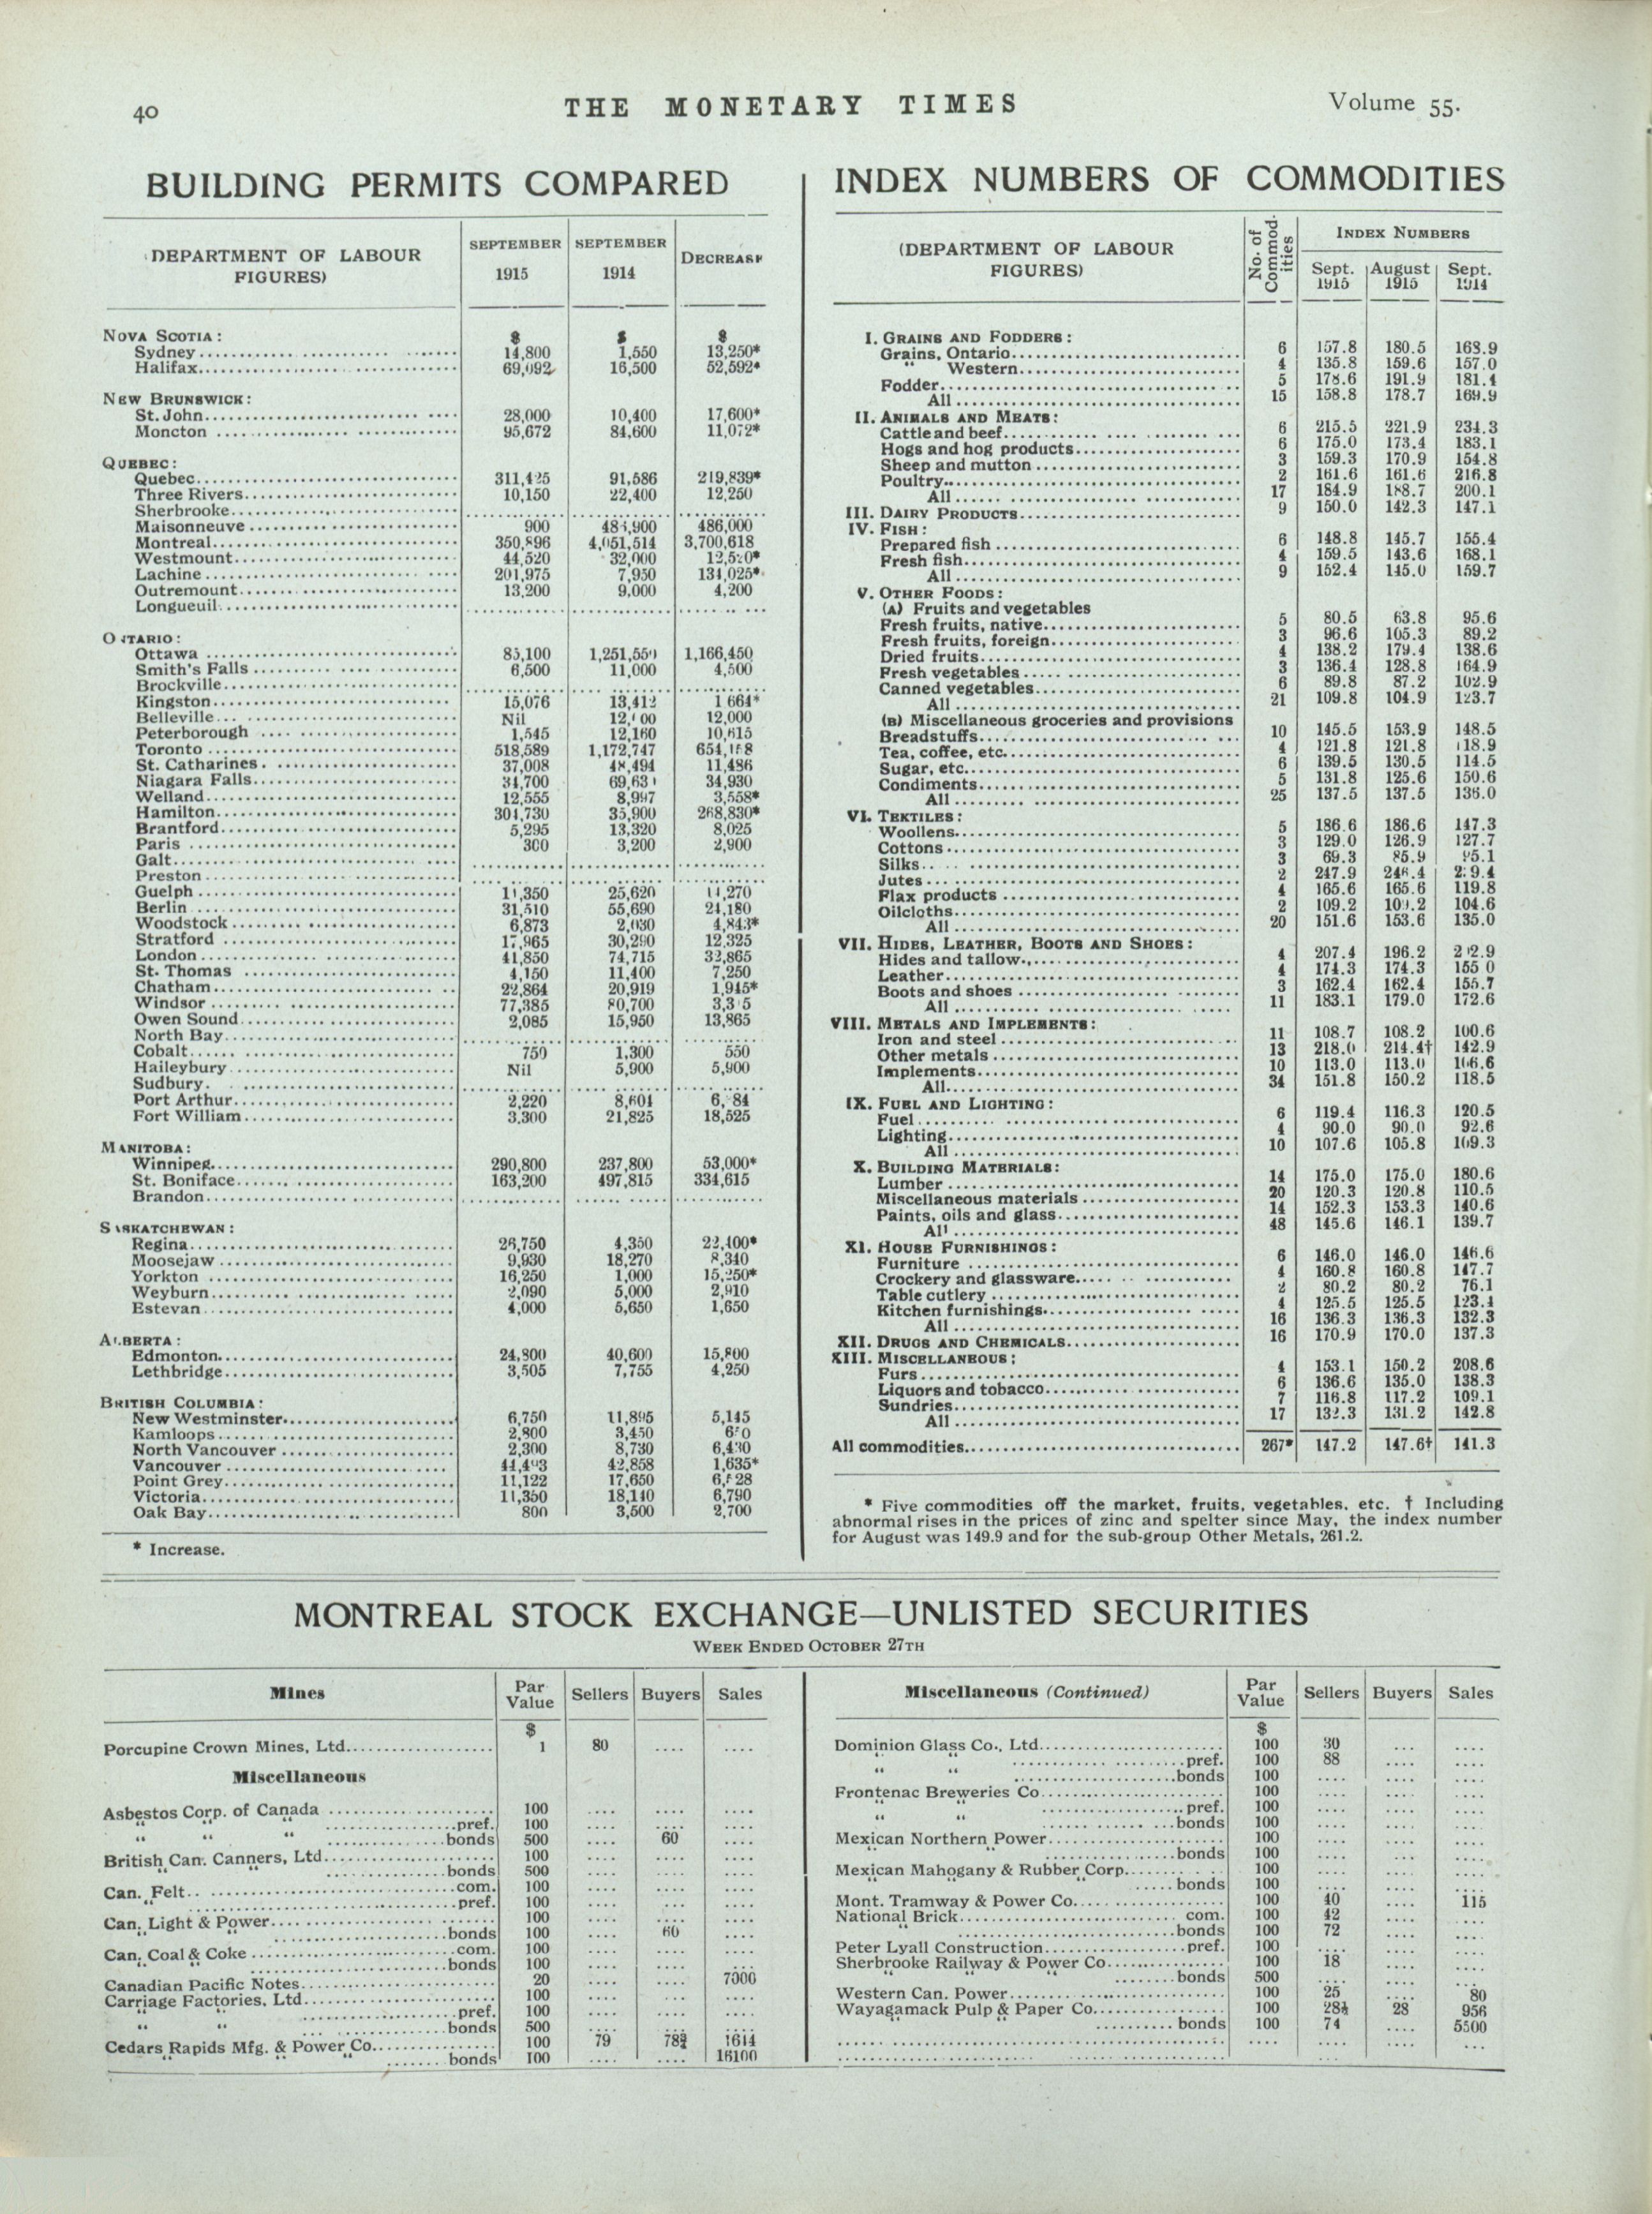 40
THE MONETARY TIMES
Volume 55.
BUILDING PERMITS COMPARED
(DEPARTMENT OF LABOUR FIGURES) SEPTEMBER 1915 SEPTEMBER 1914 DECREASE
NOVA SCOTIA: $ $ $
Sydney 14,800 1,550 13,250*
Halifax 69,092 16,500 52,592*
NEW BRUNSWICK:
St. John 28,000 10,400 17,600*
Moncton 95,672 84,600 11,072*
QUEBEC:
Quebec 311,425 91,586 219,839*
Three Rivers 10,150 22,400 12,250
Sherbrooke
Maisonneuve 900 486,000
Montreal 350,896 4,051,514 3,700,618
Westmount 44,520 32,000 12,520*
Lachine 201,975 7,950 134,025*
Outremount 13,200 9,000 4,200
Longueuil
ONTARIO:
Ottawa 85,100 1,251,550 1,166,450
Smith's Falls 6,500 11,000 4,500
Brockville
Kingston 15,076 13,412 1 664*
Belleville Nil 12,000
Peterborough 1,545 12,160 10,615
Toronto 518,589 1,172,747
St. Catharines 37,008 48,494 11,486
Niagara Falls 34,700 34,930
Welland 12,555 8,997 3,558*
Hamilton 304,730 35,900 268,830*
Brantford 5,295 13,320 8,025
Paris 300 3,200 2,900
Galt
Preston
Guelph 11,350 25,620 14,270
Berlin 31,510 55,690 24,180
Woodstock 6,873 2,030 4,843*
Stratford 17,965 30,290 12,325
London 41,850 74,715 32,865
St. Thomas 4,150 11,400 7,250
Chatham 22,864 20,919 1,945*
Windsor 77,385 80,700
Owen Sound 2,085 15,950 13,865
North Bay
Cobalt 750 1,300 550
Haileybury Nil 5,900 5,900
Sudbury
Port Arthur 2,220 8,604
Fort William 3,300 21,825 18,525
MANITOBA:
Winnipeg 290,800 237,800 53,000*
St. Boniface 163,200 497,815 334,615
Brandon
SASKATCHEWAN:
Regina 26,750 4,350 22,400*
Moosejaw 9,930 18,270 8,340
Yorkton 16,250 1,000 15,250*
Weyburn 2,090 5,000 2,910
Estevan 4,000 5,650 1,650
ALBERTA:
Edmonton 24,800 40,600 15,800
Lethbridge 3,505 7,755 4,250
BRITISH COLUMBIA:
New Westminster 6,750 11,895 5,145
Kamloops 2,800 3,450
North Vancouver 2,300 8,730 6,430
Vancouver 44,493 42,858 1,635*
Point Grey 11,122 17,650
Victoria 11,350 18,140 6,790
Oak Bay 800 3,500 2,700
* Increase.
INDEX NUMBERS OF COMMODITIES
(DEPARTMENT OF LABOUR FIGURES) No. of Commodities INDEX NUMBERS
Sept. 1915 August 1915 Sept. 1914
I. GRAINS AND FODDERS:
Grains, Ontario 6 157.8 180.5 163.9
" Western 4 135.8 159.6 157.0
Fodder 5 178.6 191.9 181.4
All 15 158.8 178.7 169.9
II. ANIMALS AND MEATS:
Cattle and beef 6 215.5 221.9 234.3
Hogs and hog products 6 175.0 173.4 183.1
Sheep and mutton 3 159.3 170.9 154.8
Poultry 2 161.6 161.6 216.8
All 17 184.9 188.7 200.1
III. DAIRY PRODUCTS 9 150.0 142.3 147.1
IV. FISH:
Prepared fish 6 148.8 145.7 155.4
Fresh fish 4 159.5 143.6 168.1
All 9 152.4 145.0 159.7
V. OTHER FOODS:
(A) Fruits and vegetables
Fresh fruits, native 5 80.5 63.8 95.6
Fresh fruits, foreign 3 96.6 105.3 89.2
Dried fruits 4 138.2 179.4 138.6
Fresh vegetables 3 136.4 128.8 164.9
Canned vegetables 6 89.8 87.2 102.9
All 21 109.8 104.9 123.7
(B) Miscellaneous groceries and provisions
Breadstuffs 10 145.5 153.9 148.5
Tea, coffee, etc. 4 121.8 121.8 118.9
Sugar, etc. 6 139.5 130.5 114.5
Condiments 5 131.8 125.6 150.6
All 25 137.5 137.5 136.0
VI. TEXTILES:
Woollens 5 186.6 186.6 147.3
Cottons 3 129.0 126.9 127.7
Silks 3 69.3 85.9 95.1
Jutes 2 247.9 246.4
Flax products 4 165.6 165.6 119.8
Oilcloths 2 109.2 109.2 104.6
All 20 151.6 153.6 135.0
VII. HIDES, LEATHER, BOOTS AND SHOES:
Hides and tallow 4 207.4 196.2
Leather 4 174.3 174.3 155 0
Boots and shoes 3 162.4 162.4 155.7
All 11 183.1 179.0 172.6
VIII. METALS AND IMPLEMENTS:
Iron and steel 11 108.7 108.2 100.6
Other metals 13 218.0 214.4† 142.9
Implements 10 113.0 113.0 106.6
All 34 151.8 150.2 118.5
IX. FUEL AND LIGHTING:
Fuel 6 119.4 116.3 120.5
Lighting 4 90.0 90.0 92.6
All 10 107.6 105.8 109.3
X. BUILDING MATERIALS:
Lumber 14 175.0 175.0 180.6
Miscellaneous materials 20 120.3 120.8 110.5
Paints, oils and glass 14 152.3 153.3 140.6
All 48 145.6 146.1 139.7
XI. HOUSE FURNISHINGS:
Furniture 6 146.0 146.0 146.6
Crockery and glassware 4 160.8 160.8 147.7
Table cutlery 2 80.2 80.2 76.1
Kitchen furnishings 4 125.5 125.5 123.4
All 16 136.3 136.3 132.3
XII. DRUGS AND CHEMICALS 16 170.9 170.0 137.3
XIII. MISCELLANEOUS:
Furs 4 153.1 150.2 208.6
Liquors and tobacco 6 136.6 135.0 138.3
Sundries 7 116.8 117.2 109.1
All 17 132.3 131.2 142.8
All commodities 267* 147.2 147.6† 141.3
* Five commodities off the market, fruits, vegetables, etc. † Including
abnormal rises in the prices of zinc and spelter since May, the index number
for August was 149.9 and for the sub-group Other Metals, 261.2.
MONTREAL STOCK EXCHANGE—UNLISTED SECURITIES
WEEK ENDED OCTOBER 27TH
Mines Par Value Sellers Buyers Sales
$
Porcupine Crown Mines, Ltd. 1 80
Miscellaneous
Asbestos Corp. of Canada 100
" " " pref. 100
" " " bonds 500 60
British Can. Canners, Ltd. 100
" " bonds 500
Can. Felt com. 100
" pref. 100
Can. Light & Power 100
" " bonds 100 60
Can. Coal & Coke com. 100
" " bonds 100
Canadian Pacific Notes 20 7000
Carriage Factories, Ltd. 100
" " pref. 100
" " bonds 500
Cedars Rapids Mfg. & Power Co. 100 79 1614
" " " bonds 100 16100
Miscellaneous (Continued) Par Value Sellers Buyers Sales
$
Dominion Glass Co., Ltd. 100 30
" " pref. 100 88
" " bonds 100
Frontenac Breweries Co. 100
" " pref. 100
" " bonds 100
Mexican Northern Power 100
" " bonds 100
Mexican Mahogany & Rubber Corp. 100
" " " bonds 100
Mont. Tramway & Power Co. 100 40 115
National Brick com. 100 42
" bonds 100 72
Peter Lyall Construction pref. 100
Sherbrooke Railway & Power Co. 100 18
" " " bonds 500
Western Can. Power 100 25 80
Wayagamack Pulp & Paper Co. 100 28½ 28 956
" " " bonds 100 74 5500